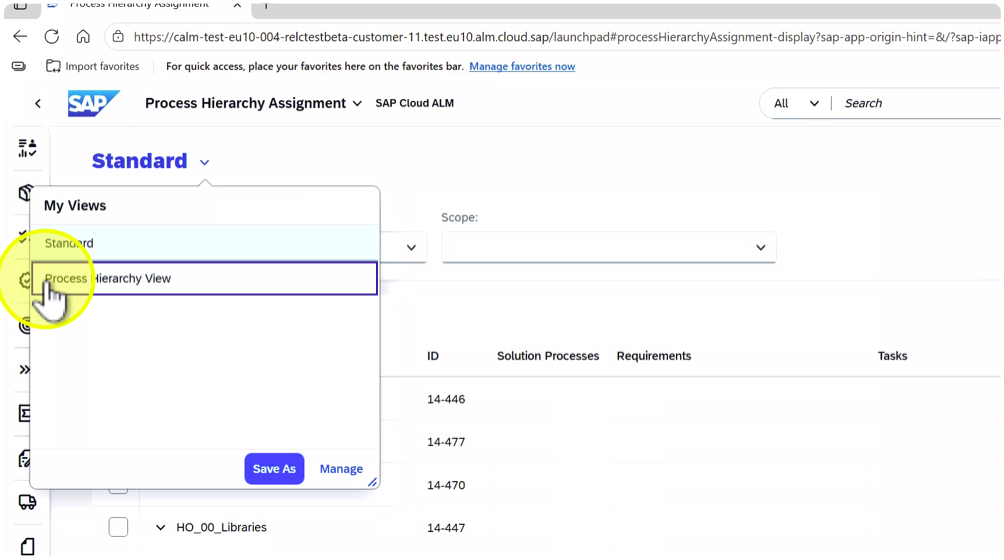 Process Hierarchy Assignment
https://calm-test-eu10-004-relctestbeta-customer-11.test.eu10.alm.cloud.sap/launchpad#processHierarchyAssignment-display?sap-app-origin-hint=&/?sap-iapp
Import favorites For quick access, place your favorites here on the favorites bar. Manage favorites now
SAP Process Hierarchy Assignment SAP Cloud ALM All Search
Standard
My Views
Scope:
Standard
Process Hierarchy View
ID Solution Processes Requirements Tasks
14-446
14-477
Save As Manage
14-470
HO_00_Libraries 14-447